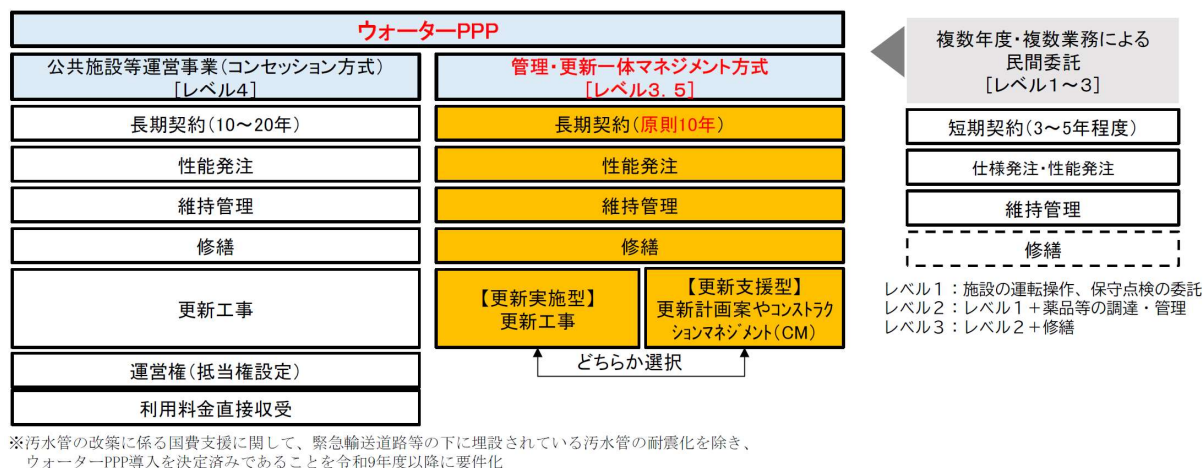 ウォーターPPP
公共施設等運営事業(コンセッション方式)
[レベル4]
長期契約(10～20年)
性能発注
維持管理
修繕
更新工事
運営権(抵当権設定)
利用料金直接収受
管理・更新一体マネジメント方式
[レベル3．5]
長期契約(原則10年)
性能発注
維持管理
修繕
【更新実施型】
更新工事
【更新支援型】
更新計画案やコンストラク
ションマネジメント(CM)
どちらか選択
複数年度・複数業務による
民間委託
[レベル1～3]
短期契約(3～5年程度)
仕様発注・性能発注
維持管理
修繕
レベル1：施設の運転操作、保守点検の委託
レベル2：レベル1＋薬品等の調達・管理
レベル3：レベル2＋修繕
※汚水管の改築に係る国費支援に関して、緊急輸送道路等の下に埋設されている汚水管の耐震化を除き、
ウォーターPPP導入を決定済みであることを令和9年度以降に要件化